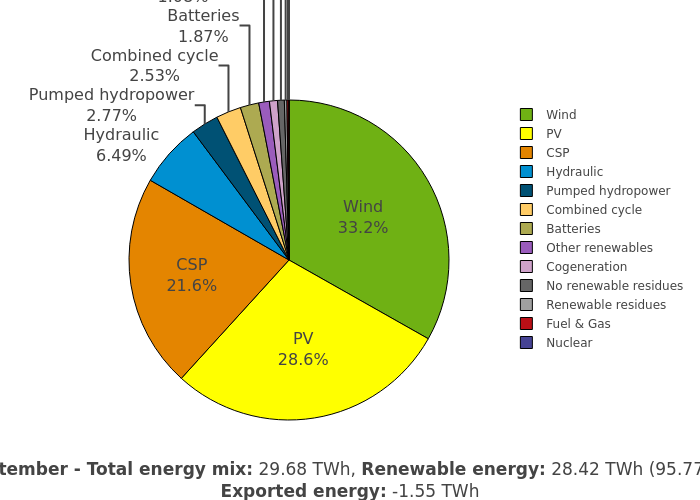 Batteries
1.87%
Combined cycle
2.53%
Pumped hydropower
2.77%
Hydraulic
6.49%
Wind
33.2%
CSP
21.6%
PV
28.6%
Wind
PV
CSP
Hydraulic
Pumped hydropower
Combined cycle
Batteries
Other renewables
Cogeneration
No renewable residues
Renewable residues
Fuel & Gas
Nuclear
tember - Total energy mix: 29.68 TWh, Renewable energy: 28.42 TWh (95.77
Exported energy: -1.55 TWh